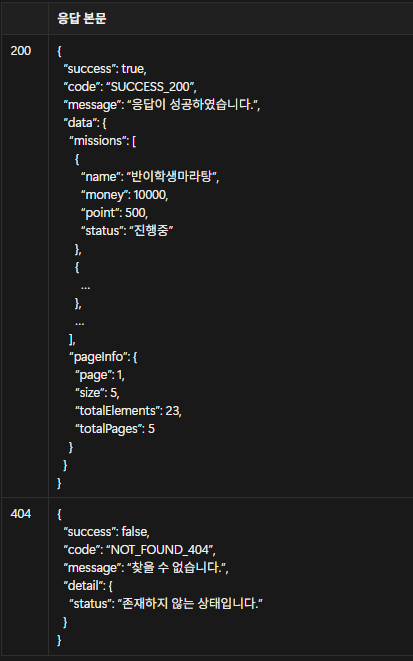 응답 본문
200
{
"success": true,
"code": “SUCCESS_200”,
"message": “응답이 성공하였습니다.”,
“data”: {
“missions”: [
{
“name”: “반이학생마라탕”,
“money”: 10000,
“point”: 500,
“status”: “진행중”
},
{
…
},
…
],
“pageInfo”: {
“page”: 1,
“size”: 5,
“totalElements”: 23,
“totalPages”: 5
}
}
}
404
{
“success”: false,
“code”: “NOT_FOUND_404”,
“message”: “찾을 수 없습니다.”,
“detail”: {
“status”: “존재하지 않는 상태입니다.”
}
}